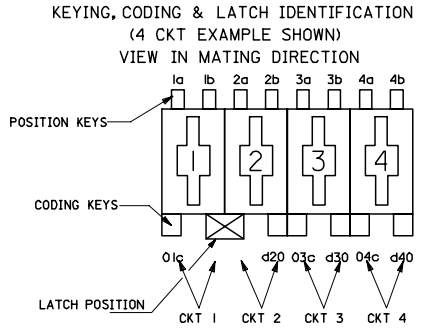 KEYING, CODING & LATCH IDENTIFICATION
(4 CKT EXAMPLE SHOWN)
VIEW IN MATING DIRECTION
1a 1b 2a 2b 3a 3b 4a 4b
POSITION KEYS
1 2 3 4
CODING KEYS
01c d20 03c d30 04c d40
LATCH POSITION
CKT 1 CKT 2 CKT 3 CKT 4